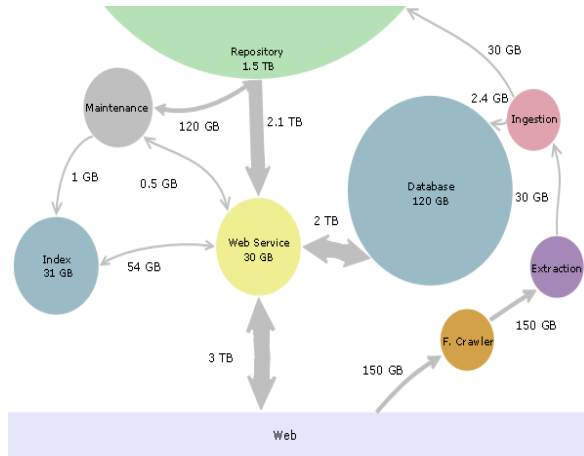 Repository
1.5 TB
30 GB
2.4 GB
Maintenance
120 GB
2.1 TB
Ingestion
1 GB
0.5 GB
Database
120 GB
30 GB
2 TB
Web Service
30 GB
Index
31 GB
54 GB
Extraction
150 GB
F. Crawler
3 TB
150 GB
Web